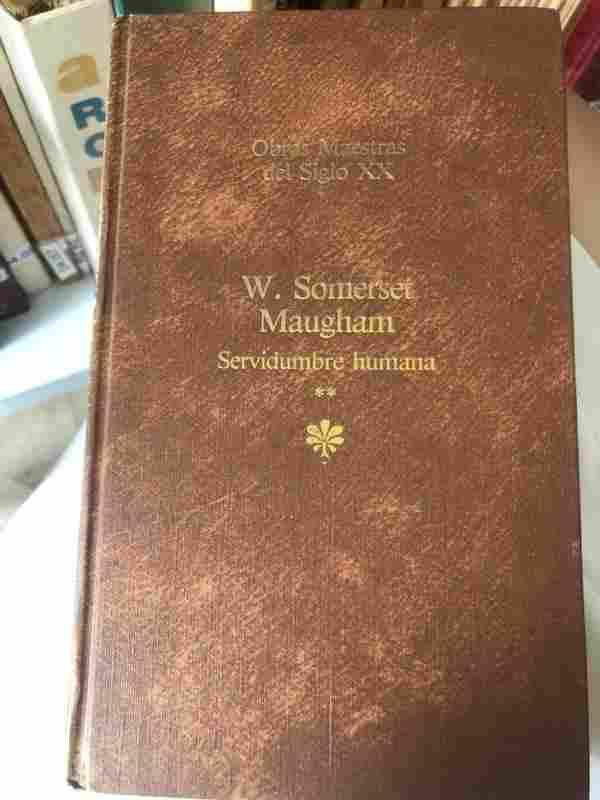 Obras Maestras
del Siglo XX
W. Somerset
Maugham
Servidumbre humana
**